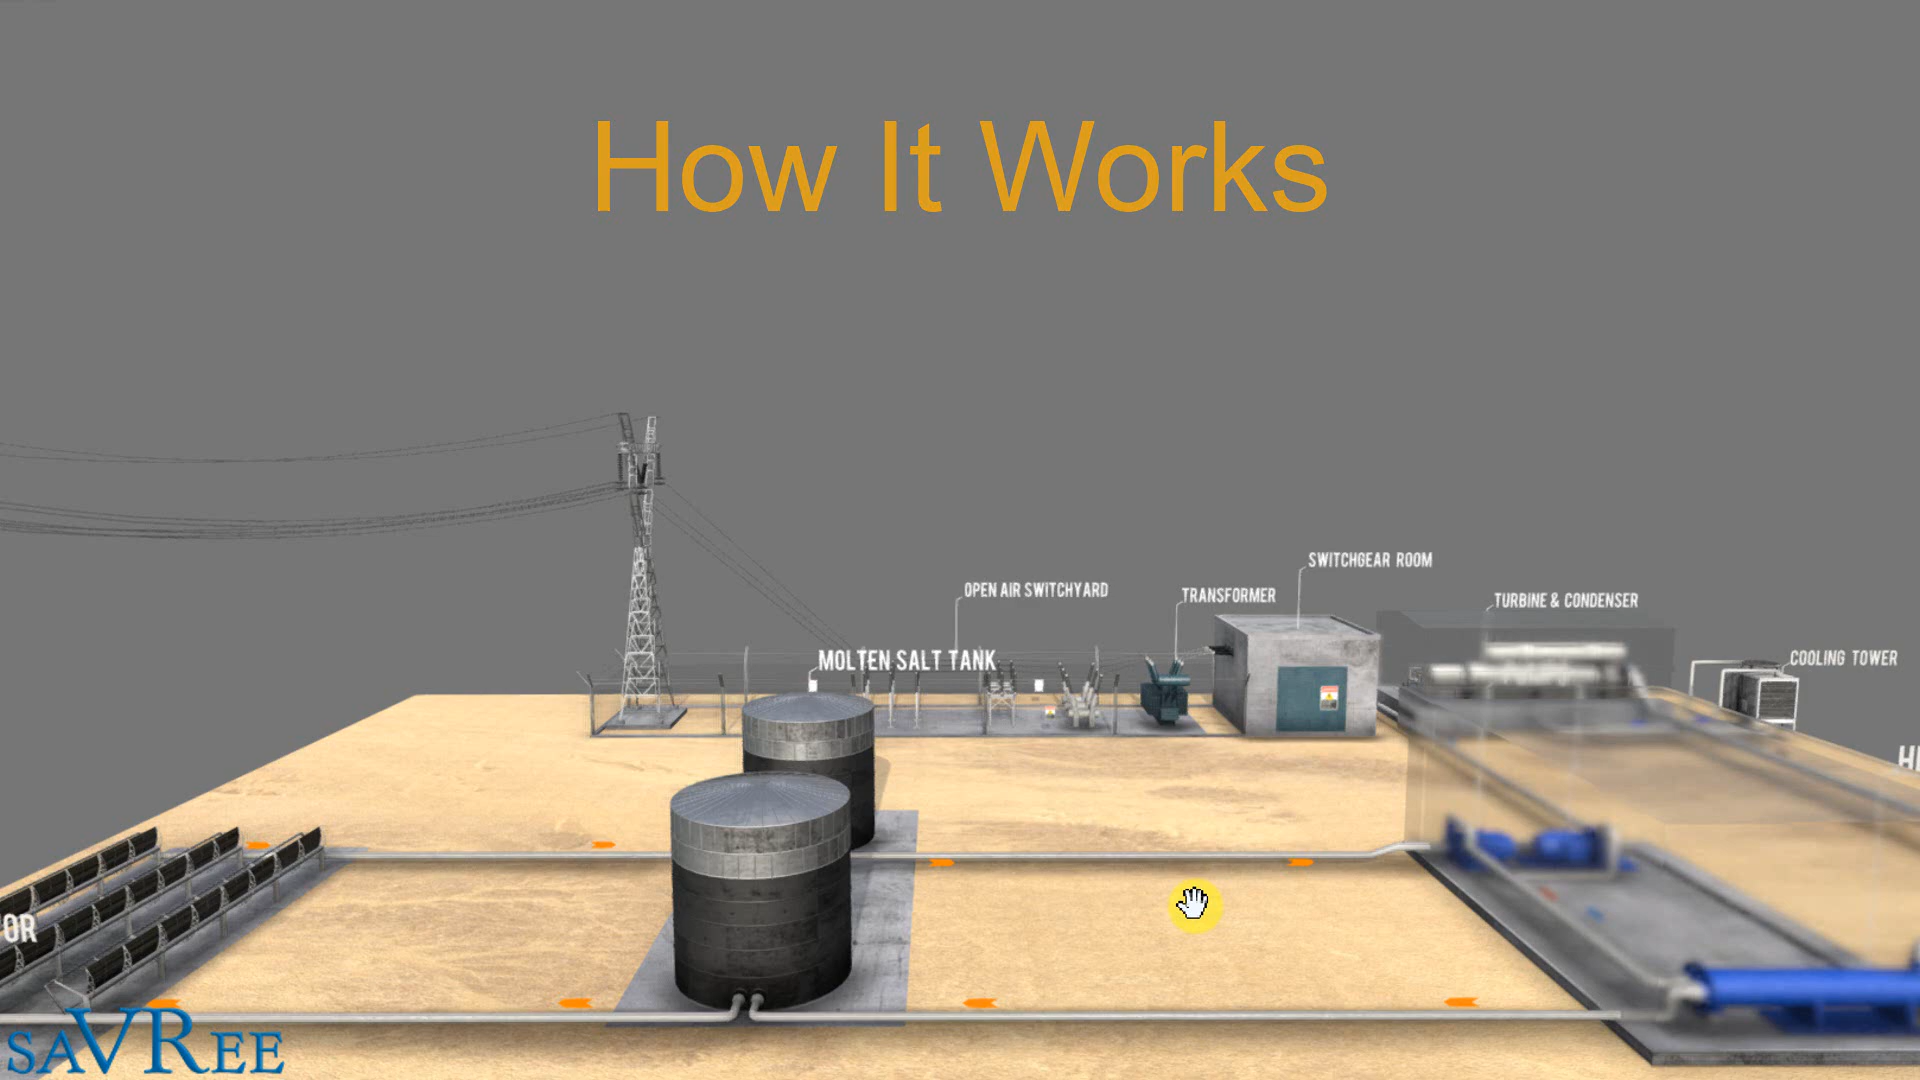 How It Works
SWITCHGEAR ROOM
OPEN AIR SWITCHYARD
TRANSFORMER
TURBINE & CONDENSER
MOLTEN SALT TANK
COOLING TOWER
SAVREE